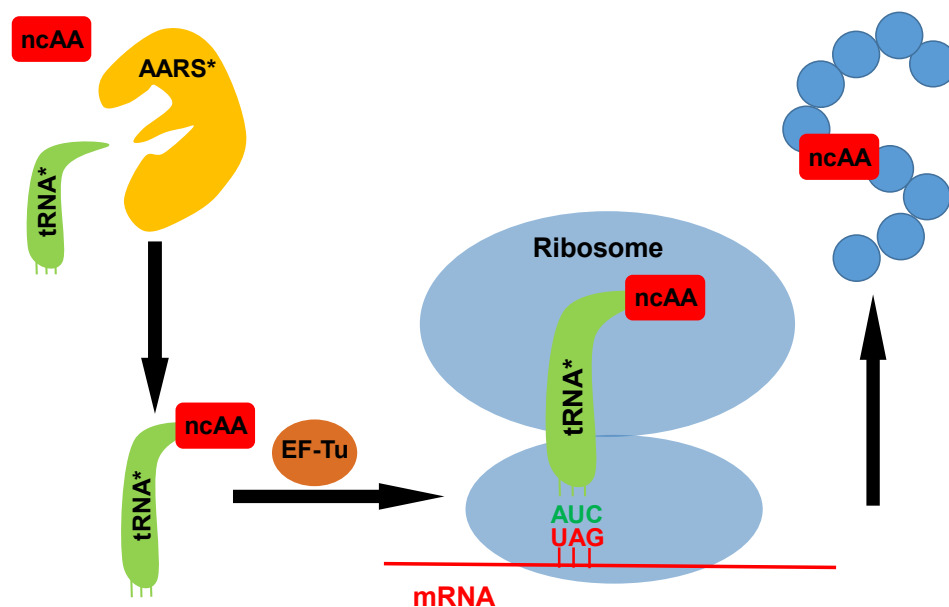 ncAA
AARS*
tRNA*
ncAA
tRNA*
EF-Tu
Ribosome
ncAA
tRNA*
AUC
UAG
mRNA
ncAA